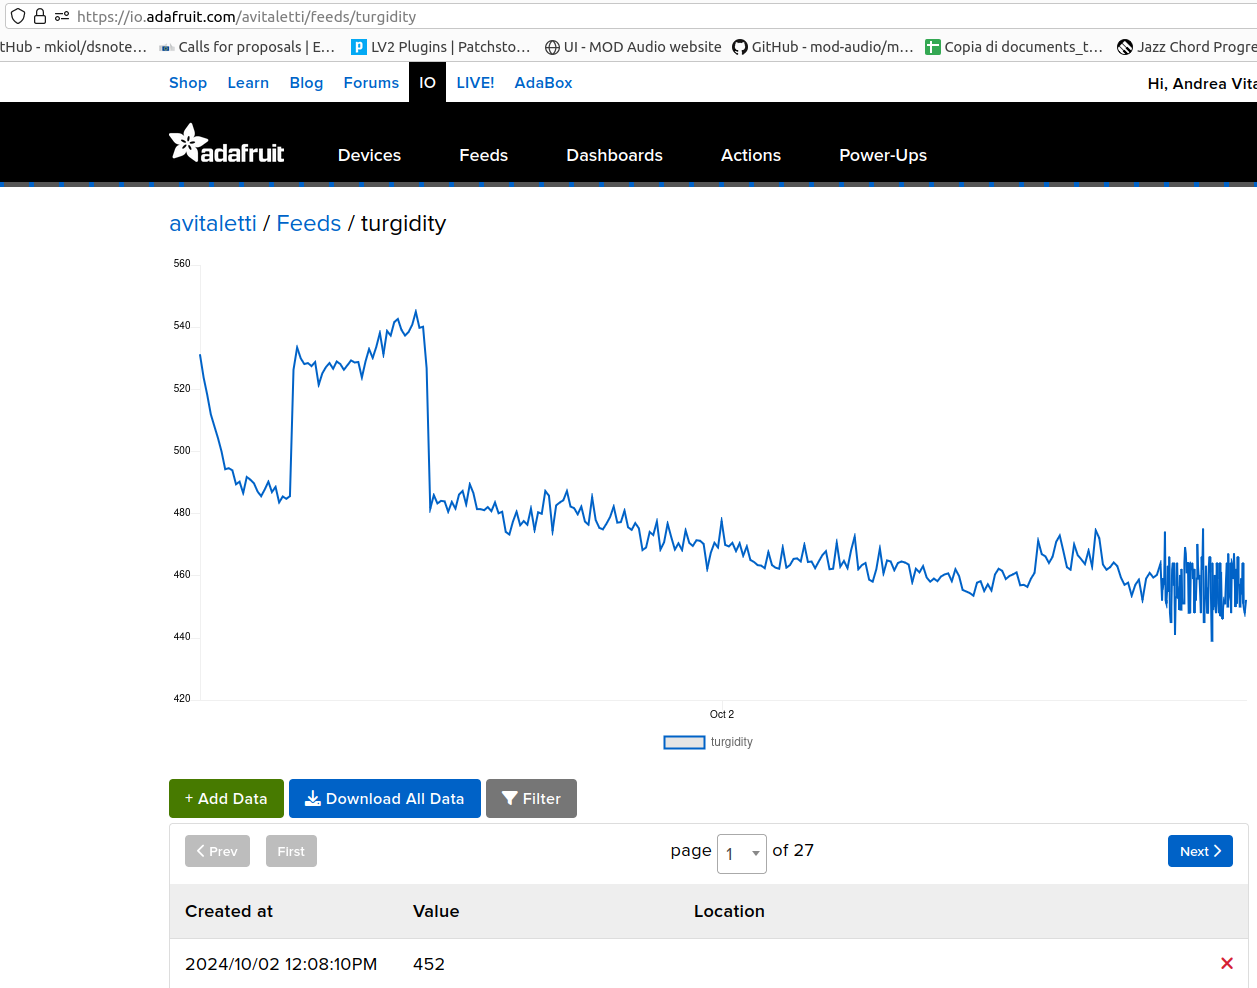 https://io.adafruit.com/avitaletti/feeds/turgidity
tHub - mkiol/dsnote… Calls for proposals | E… LV2 Plugins | Patchsto… UI - MOD Audio website GitHub - mod-audio/m… Copia di documents_t… Jazz Chord Progre
Shop Learn Blog Forums IO LIVE! AdaBox Hi, Andrea Vita
adafruit Devices Feeds Dashboards Actions Power-Ups
avitaletti / Feeds / turgidity
560
540
520
500
480
460
440
420
Oct 2
turgidity
+ Add Data Download All Data Filter
Prev First page 1 of 27 Next
Created at Value Location
2024/10/02 12:08:10PM 452